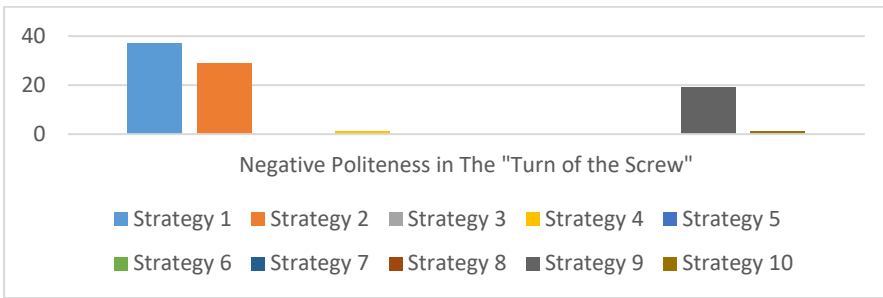 40
20
0
Negative Politeness in The "Turn of the Screw"
Strategy 1 Strategy 2 Strategy 3 Strategy 4 Strategy 5
Strategy 6 Strategy 7 Strategy 8 Strategy 9 Strategy 10